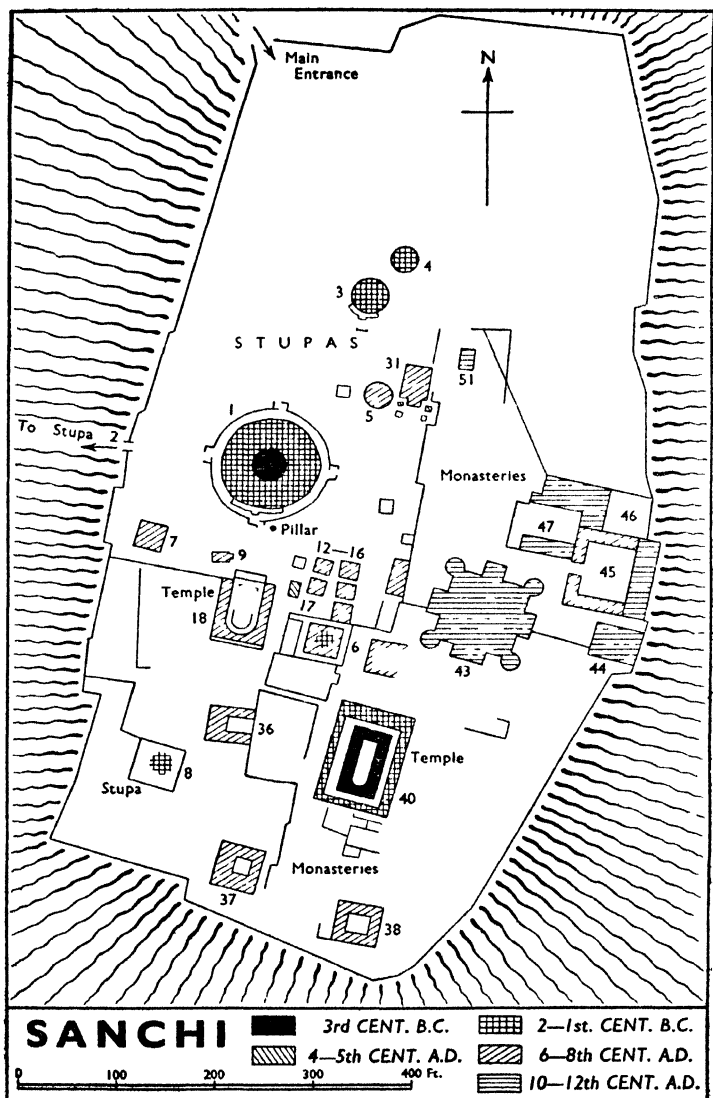 Main
Entrance
N
4
3
STUPAS
31
51
5
1
To Stupa 2
Monasteries
Pillar
47
46
7
9
12—16
45
Temple
18
17
6
43
44
36
Temple
8
Stupa
40
Monasteries
37
38
SANCHI
3rd CENT. B.C.
2—1st. CENT. B.C.
4—5th CENT. A.D.
6—8th CENT. A.D.
10—12th CENT. A.D.
0 100 200 300 400 Ft.